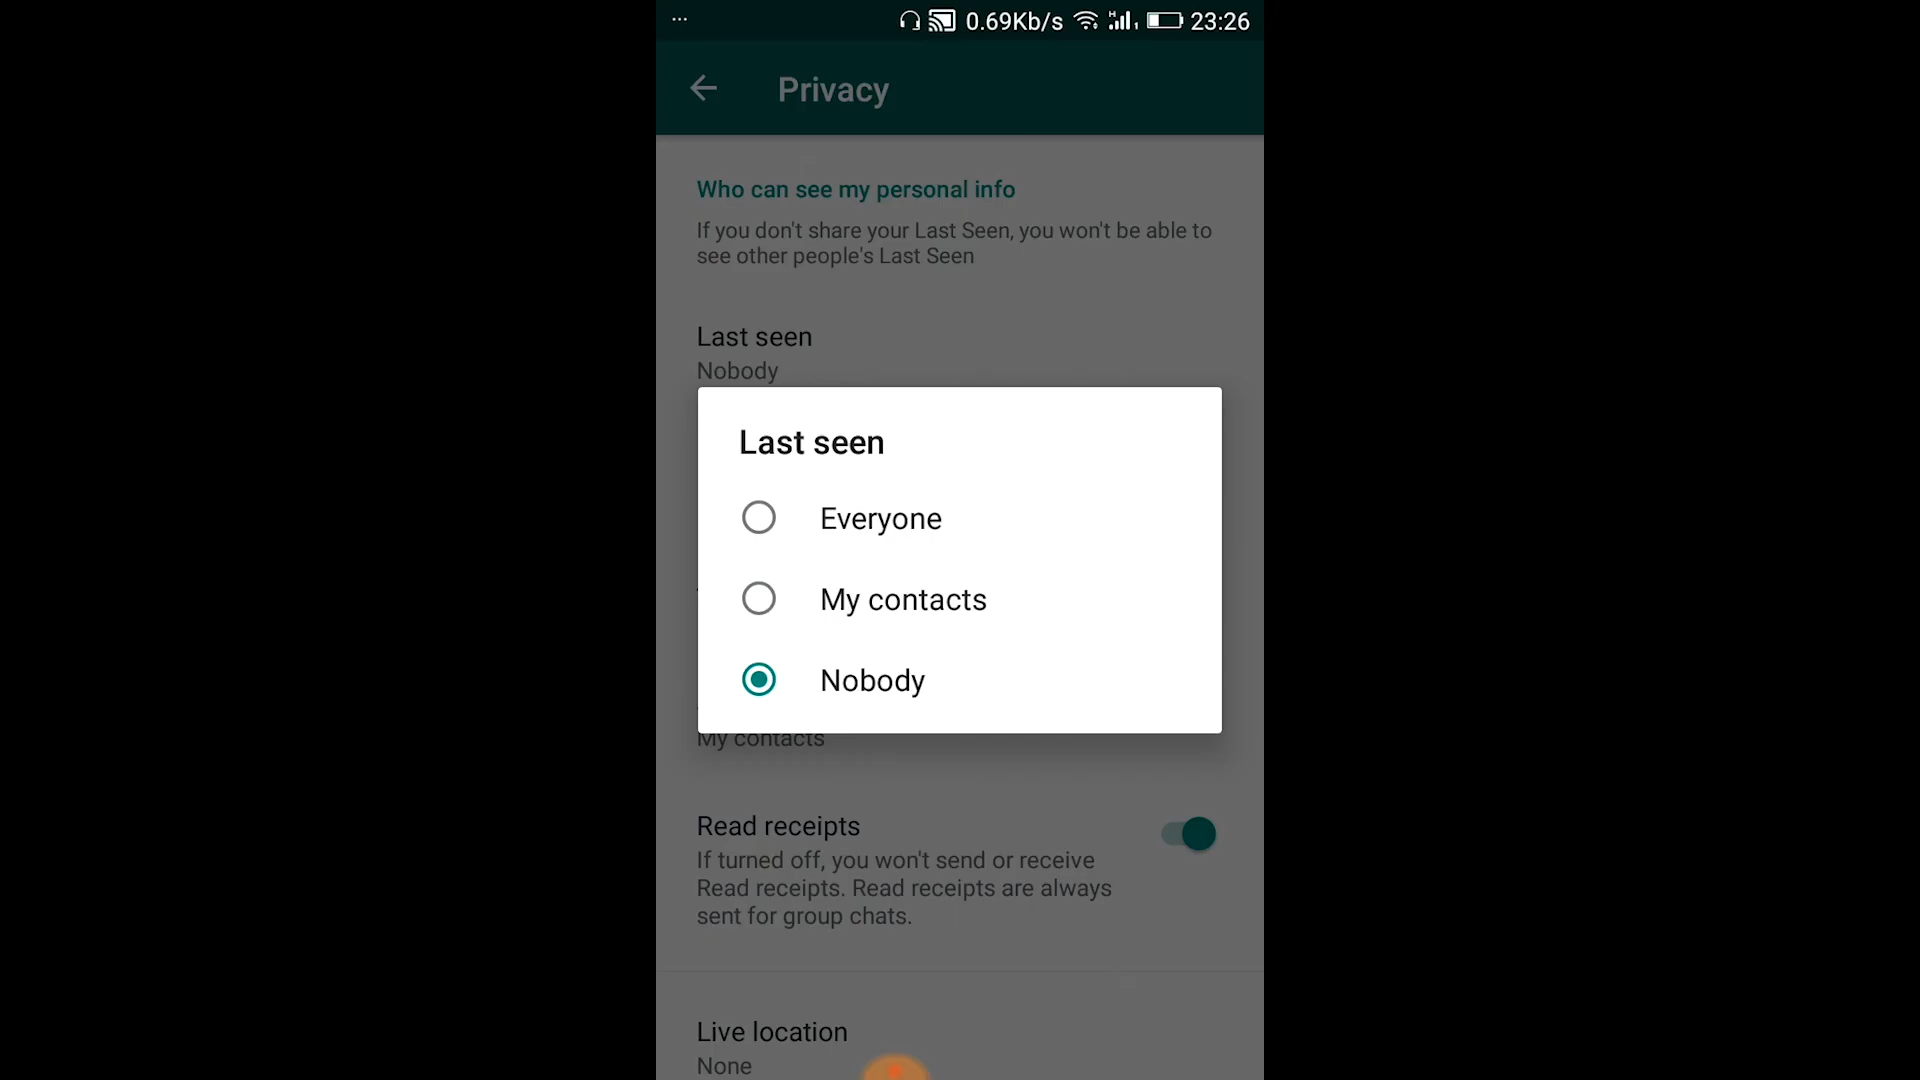 0.69Kb/s 23:26
Privacy
Who can see my personal info
If you don't share your Last Seen, you won't be able to
see other people's Last Seen
Last seen
Nobody
Last seen
Everyone
My contacts
Nobody
My contacts
Read receipts
If turned off, you won't send or receive
Read receipts. Read receipts are always
sent for group chats.
Live location
None